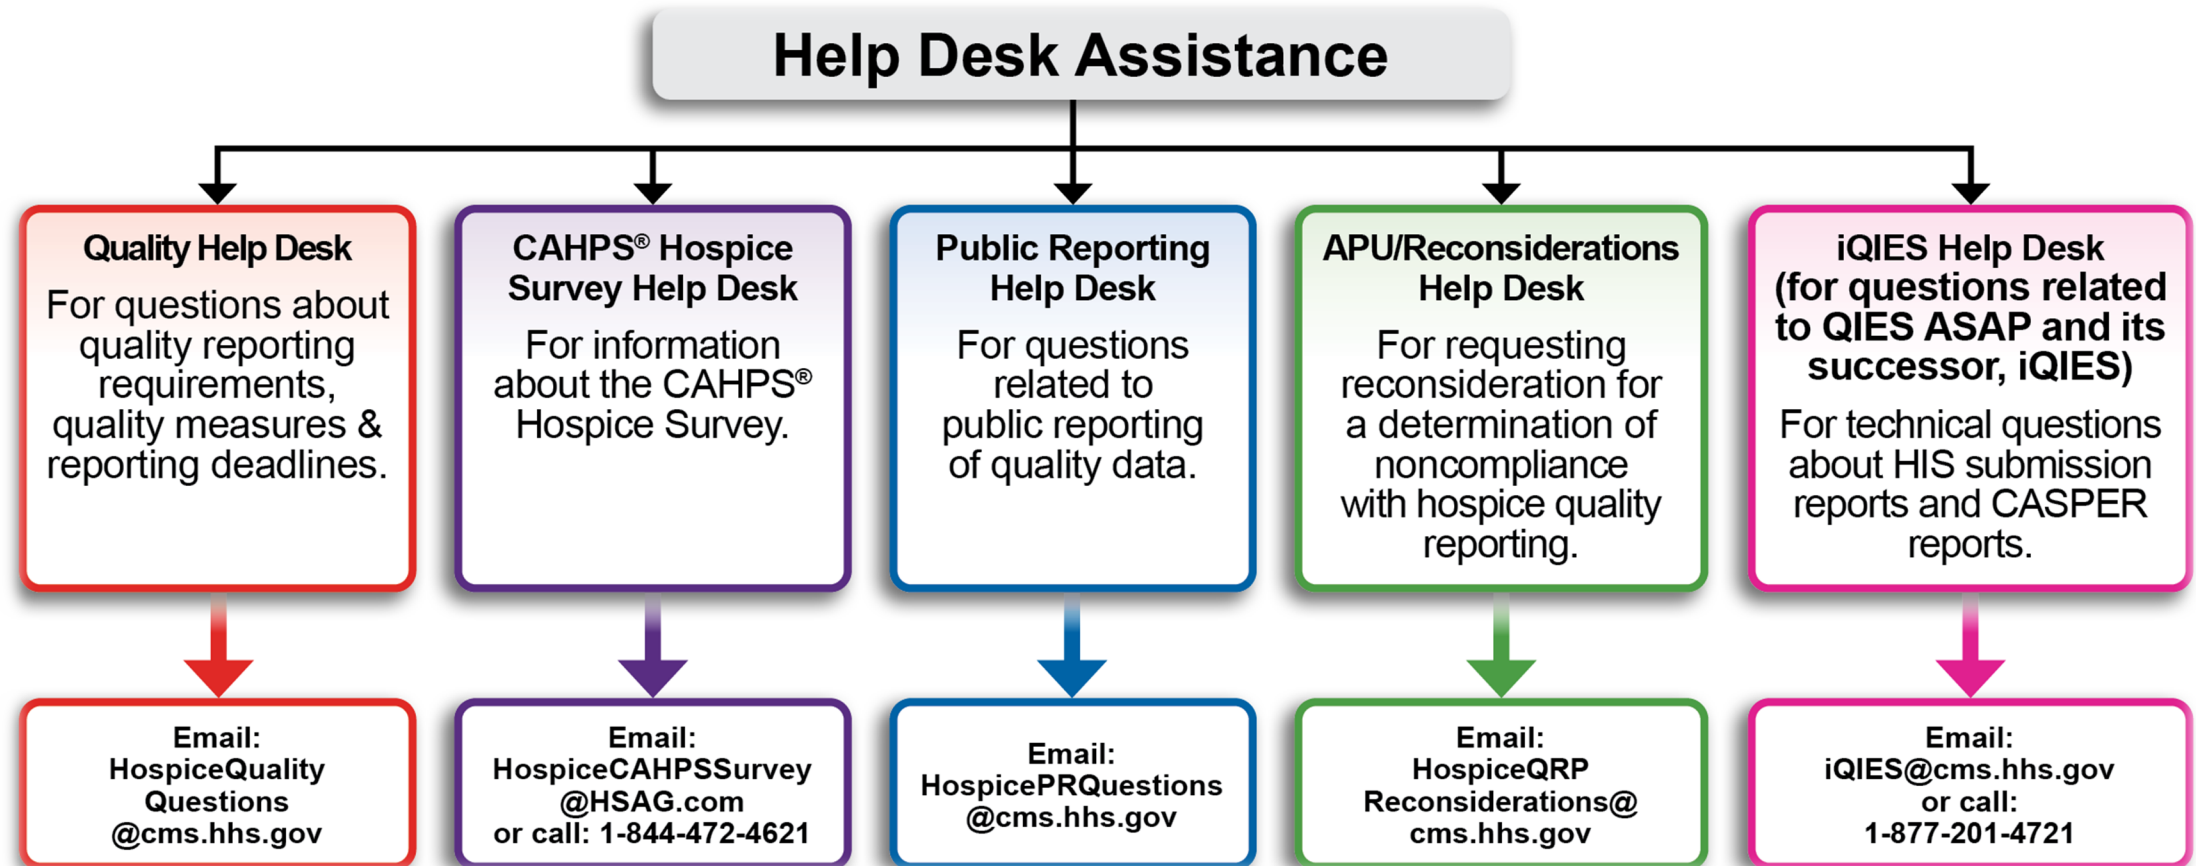 Help Desk Assistance
Quality Help Desk
For questions about
quality reporting
requirements,
quality measures &
reporting deadlines.
Email:
HospiceQuality
Questions
@cms.hhs.gov
CAHPS® Hospice
Survey Help Desk
For information
about the CAHPS®
Hospice Survey.
Email:
HospiceCAHPSSurvey
@HSAG.com
or call: 1-844-472-4621
Public Reporting
Help Desk
For questions
related to
public reporting
of quality data.
Email:
HospicePRQuestions
@cms.hhs.gov
APU/Reconsiderations
Help Desk
For requesting
reconsideration for
a determination of
noncompliance
with hospice quality
reporting.
Email:
HospiceQRP
Reconsiderations@
cms.hhs.gov
iQIES Help Desk
(for questions related
to QIES ASAP and its
successor, iQIES)
For technical questions
about HIS submission
reports and CASPER
reports.
Email:
iQIES@cms.hhs.gov
or call:
1-877-201-4721